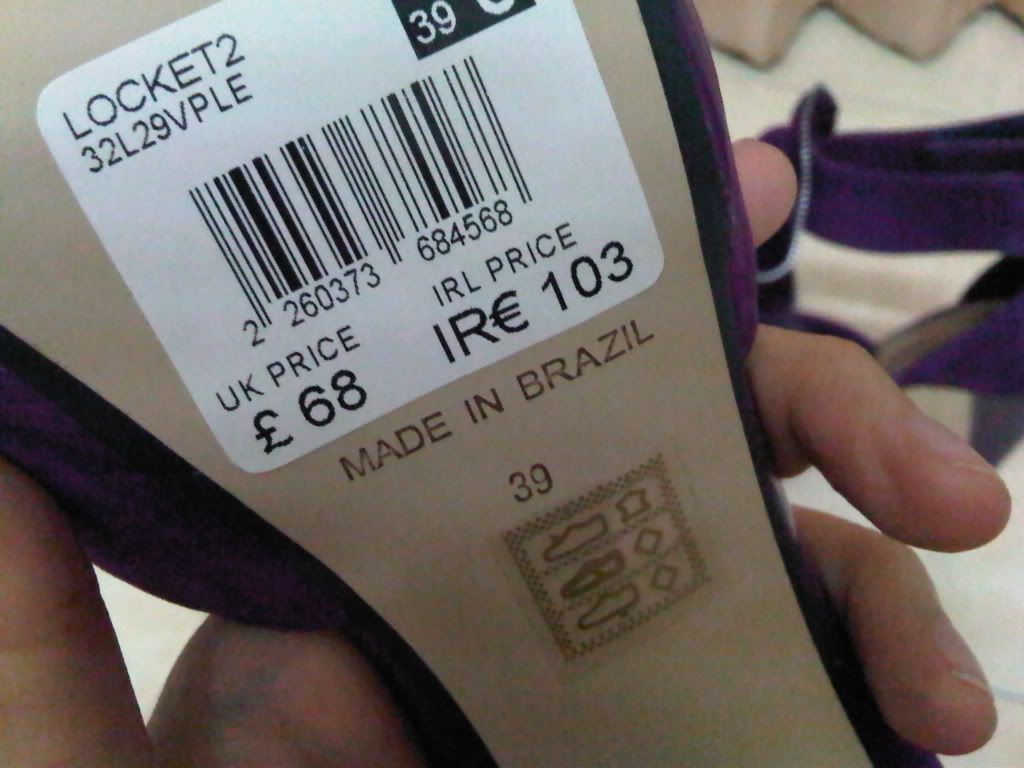 39
LOCKET2
32L29VPLE
2 260373 684568
UK PRICE
£ 68
IRL PRICE
IR€ 103
MADE IN BRAZIL
39